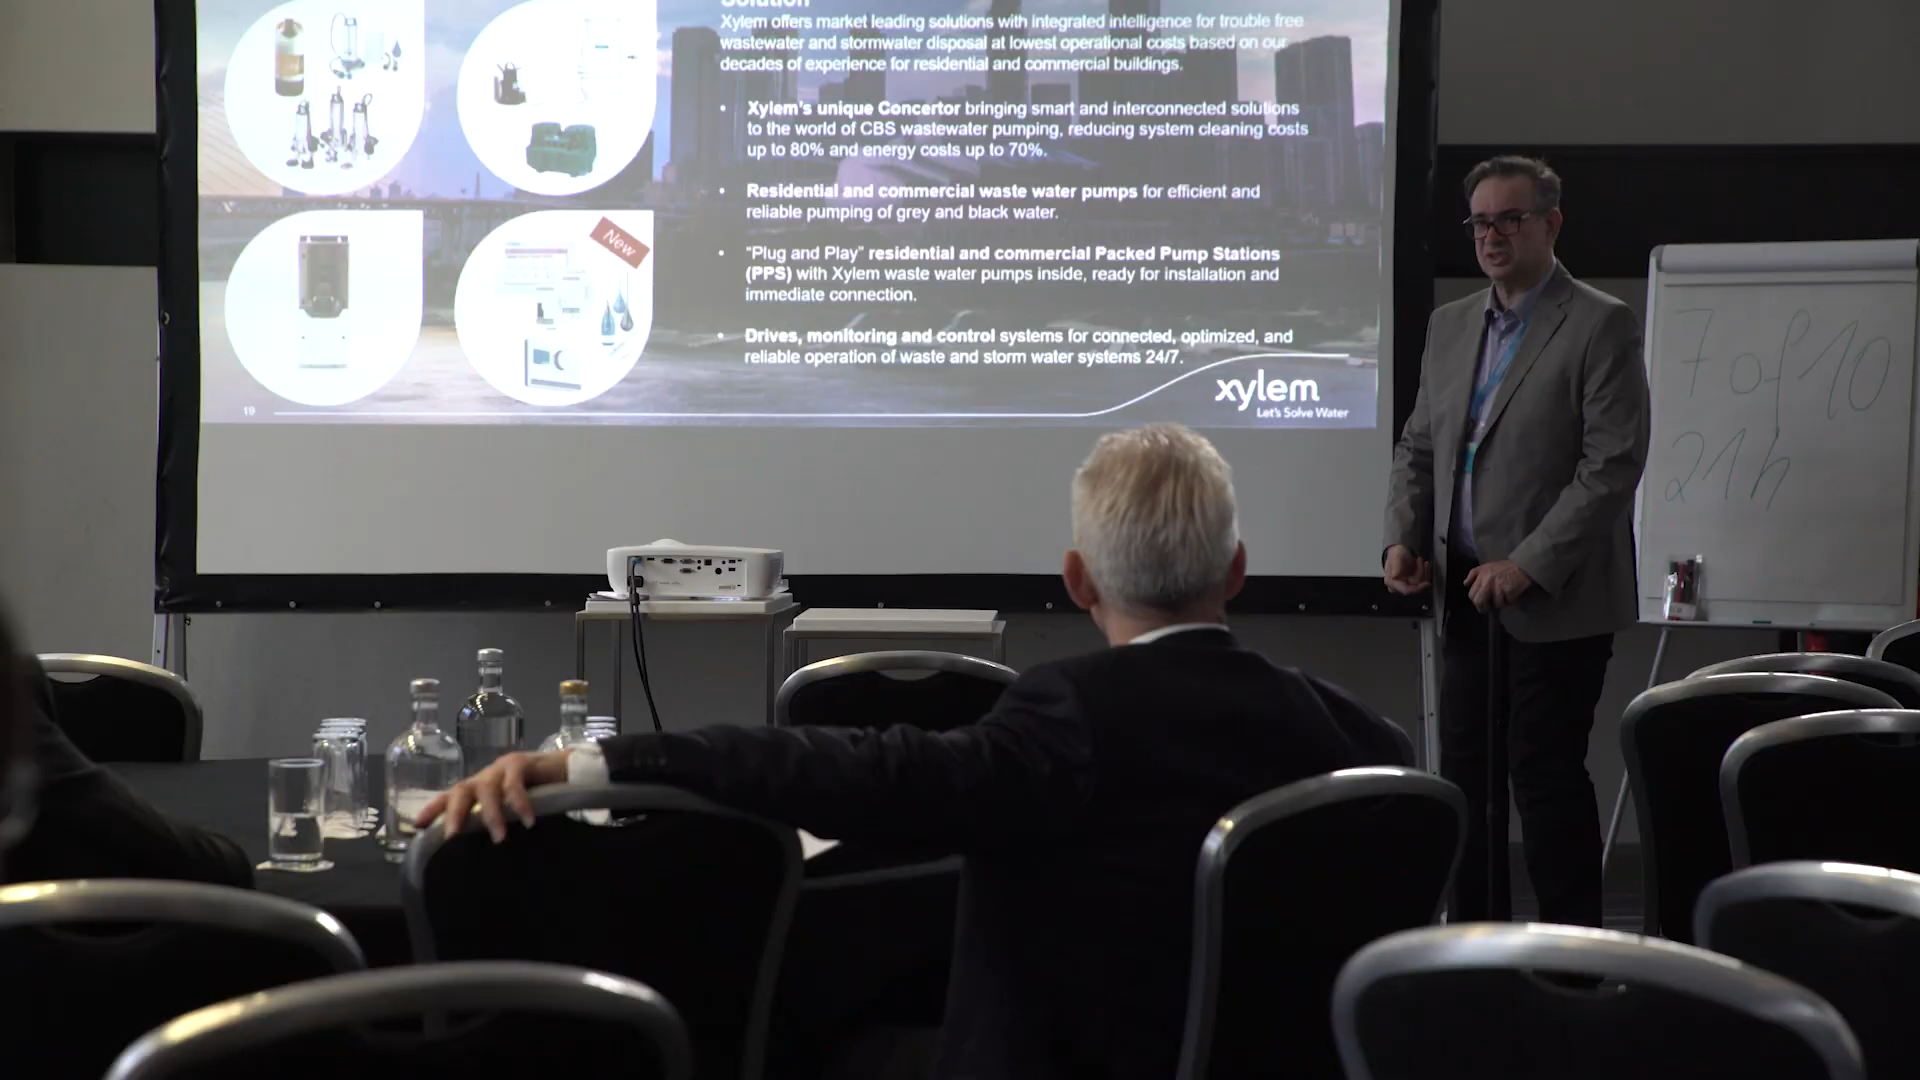 Solution
Xylem offers market leading solutions with integrated intelligence for trouble free
wastewater and stormwater disposal at lowest operational costs based on our
decades of experience for residential and commercial buildings.
• Xylem's unique Concertor bringing smart and interconnected solutions
to the world of CBS wastewater pumping, reducing system cleaning costs
up to 80% and energy costs up to 70%.
• Residential and commercial waste water pumps for efficient and
reliable pumping of grey and black water.
• “Plug and Play” residential and commercial Packed Pump Stations
(PPS) with Xylem waste water pumps inside, ready for installation and
immediate connection.
• Drives, monitoring and control systems for connected, optimized, and
reliable operation of waste and storm water systems 24/7.
New
19
xylem
Let's Solve Water
7 of 10
21h